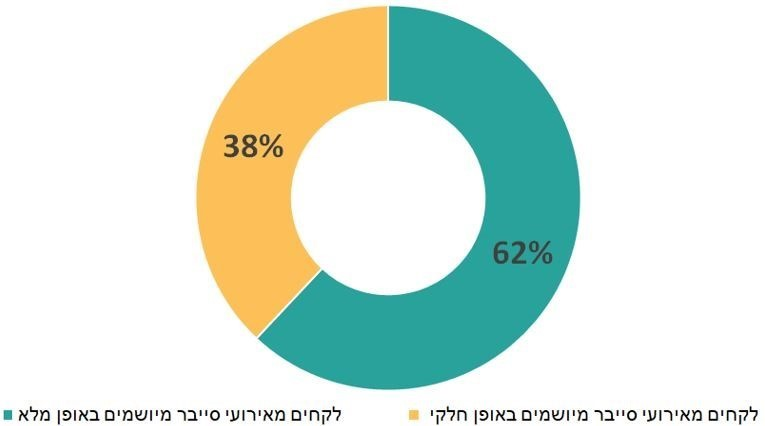 38%
62%
לקחים מאירועי סייבר מיושמים באופן חלקי
לקחים מאירועי סייבר מיושמים באופן מלא